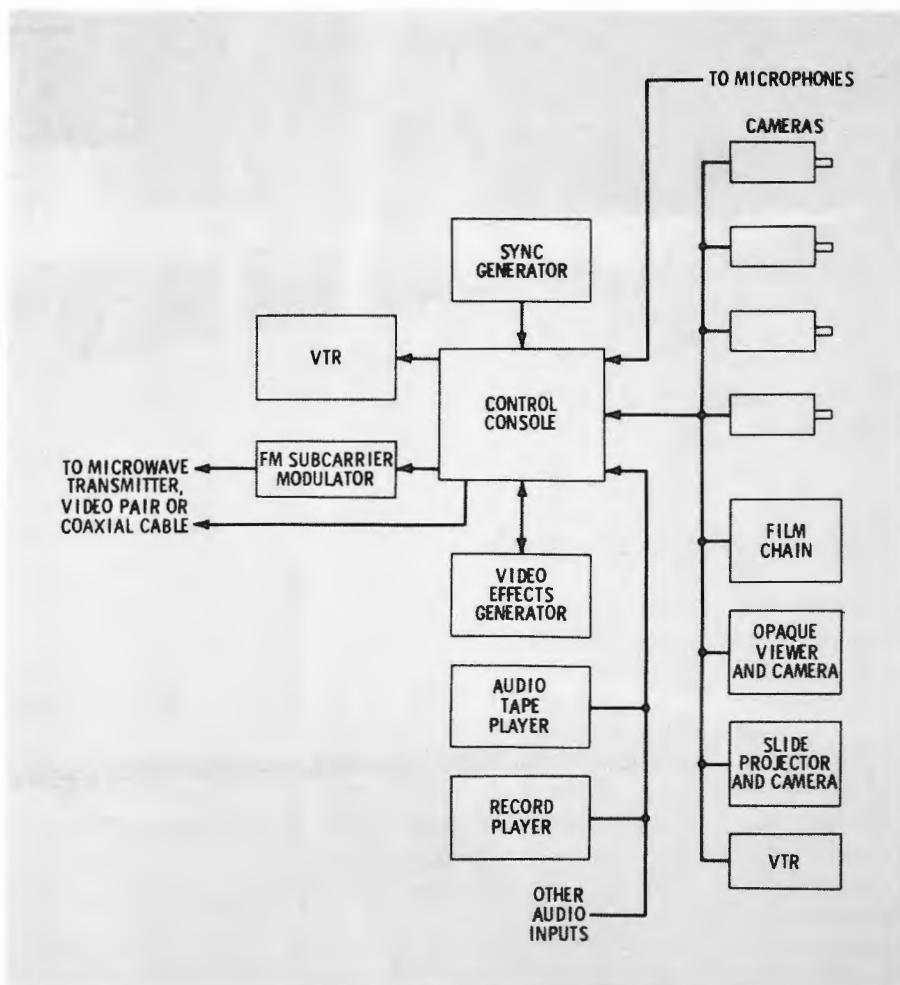 TO MICROPHONES
CAMERAS
SYNC
GENERATOR
VTR
CONTROL
CONSOLE
TO MICROWAVE
TRANSMITTER,
VIDEO PAIR OR
COAXIAL CABLE
FM SUBCARRIER
MODULATOR
VIDEO
EFFECTS
GENERATOR
FILM
CHAIN
OPAQUE
VIEWER
AND CAMERA
AUDIO
TAPE
PLAYER
SLIDE
PROJECTOR
AND CAMERA
RECORD
PLAYER
VTR
OTHER
AUDIO
INPUTS